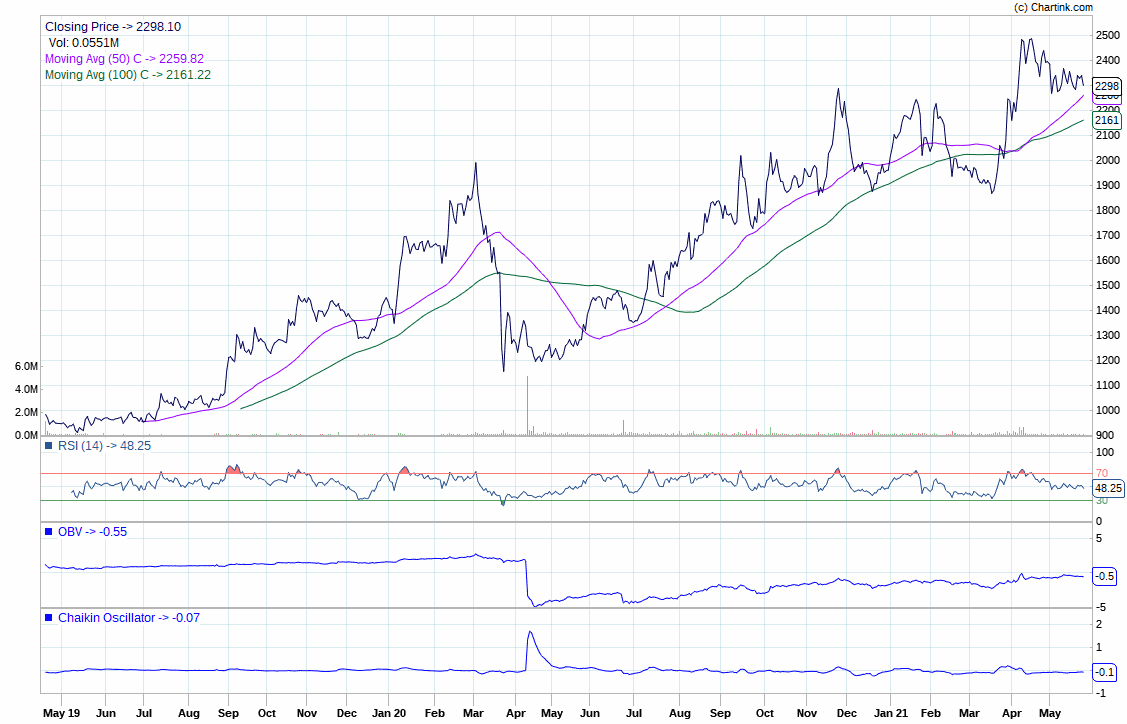 (c) Chartink.com
Closing Price -> 2298.10
Vol: 0.0551M
Moving Avg (50) C -> 2259.82
Moving Avg (100) C -> 2161.22
2500
2400
2298
2200
2161
2100
2000
1900
1800
1700
1600
1500
1400
1300
1200
1100
1000
900
6.0M
4.0M
2.0M
0.0M
RSI (14) -> 48.25
100
70
48.25
30
0
OBV -> -0.55
5
-0.5
-5
Chaikin Oscillator -> -0.07
2
1
-0.1
-1
May 19 Jun Jul Aug Sep Oct Nov Dec Jan 20 Feb Mar Apr May Jun Jul Aug Sep Oct Nov Dec Jan 21 Feb Mar Apr May